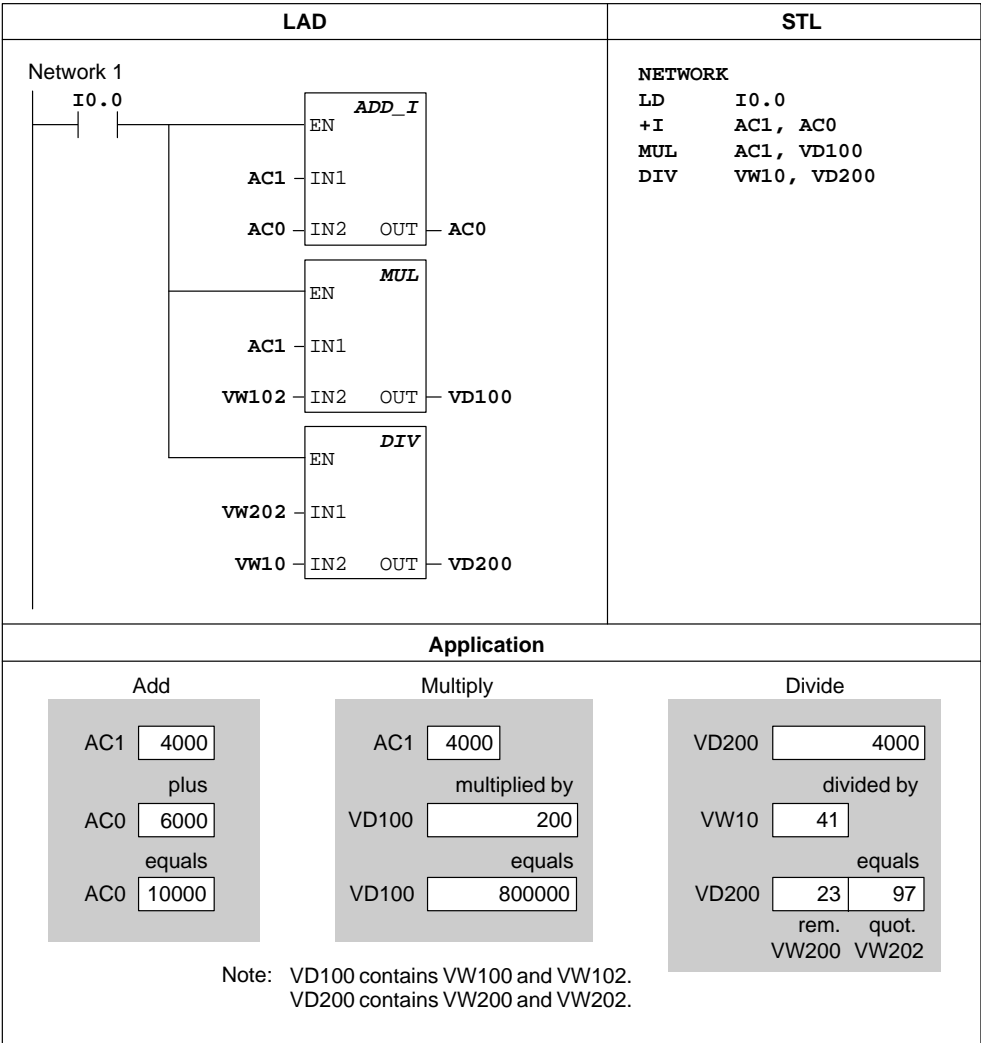 LAD STL
Network 1
I0.0
ADD_I
EN
AC1 IN1
AC0 IN2 OUT AC0
MUL
EN
AC1 IN1
VW102 IN2 OUT VD100
DIV
EN
VW202 IN1
VW10 IN2 OUT VD200
NETWORK
LD I0.0
+I AC1, AC0
MUL AC1, VD100
DIV VW10, VD200
Application
Add
AC1 4000
plus
AC0 6000
equals
AC0 10000
Multiply
AC1 4000
multiplied by
VD100 200
equals
VD100 800000
Divide
VD200 4000
divided by
VW10 41
equals
VD200 23 97
rem. quot.
VW200 VW202
Note: VD100 contains VW100 and VW102.
VD200 contains VW200 and VW202.